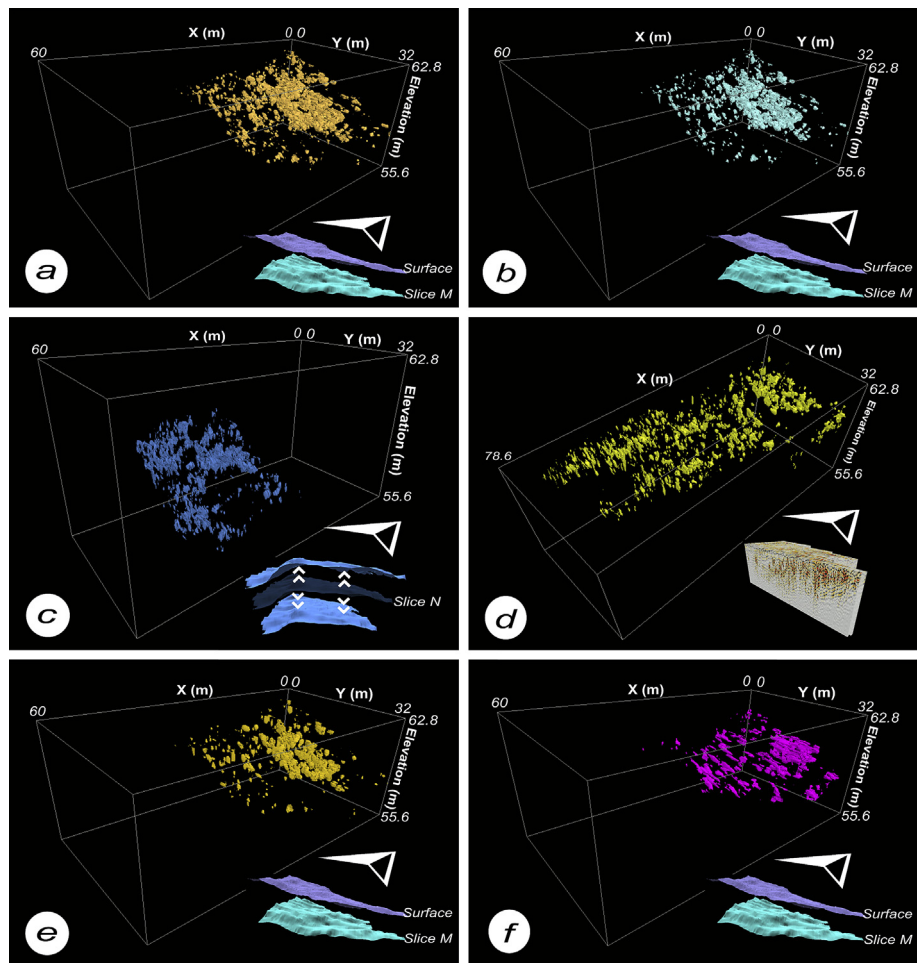 X (m)
0 0
Y (m)
32
60
62.8
Elevation (m)
55.6
Surface
Slice M
a
X (m)
0 0
Y (m)
32
60
62.8
Elevation (m)
55.6
Surface
Slice M
b
X (m)
0 0
Y (m)
32
60
62.8
Elevation (m)
55.6
Slice N
c
0 0
Y (m)
X (m)
32
62.8
Elevation (m)
78.6
55.6
d
X (m)
0 0
Y (m)
32
60
62.8
Elevation (m)
55.6
Surface
Slice M
e
X (m)
0 0
Y (m)
32
60
62.8
Elevation (m)
55.6
Surface
Slice M
f